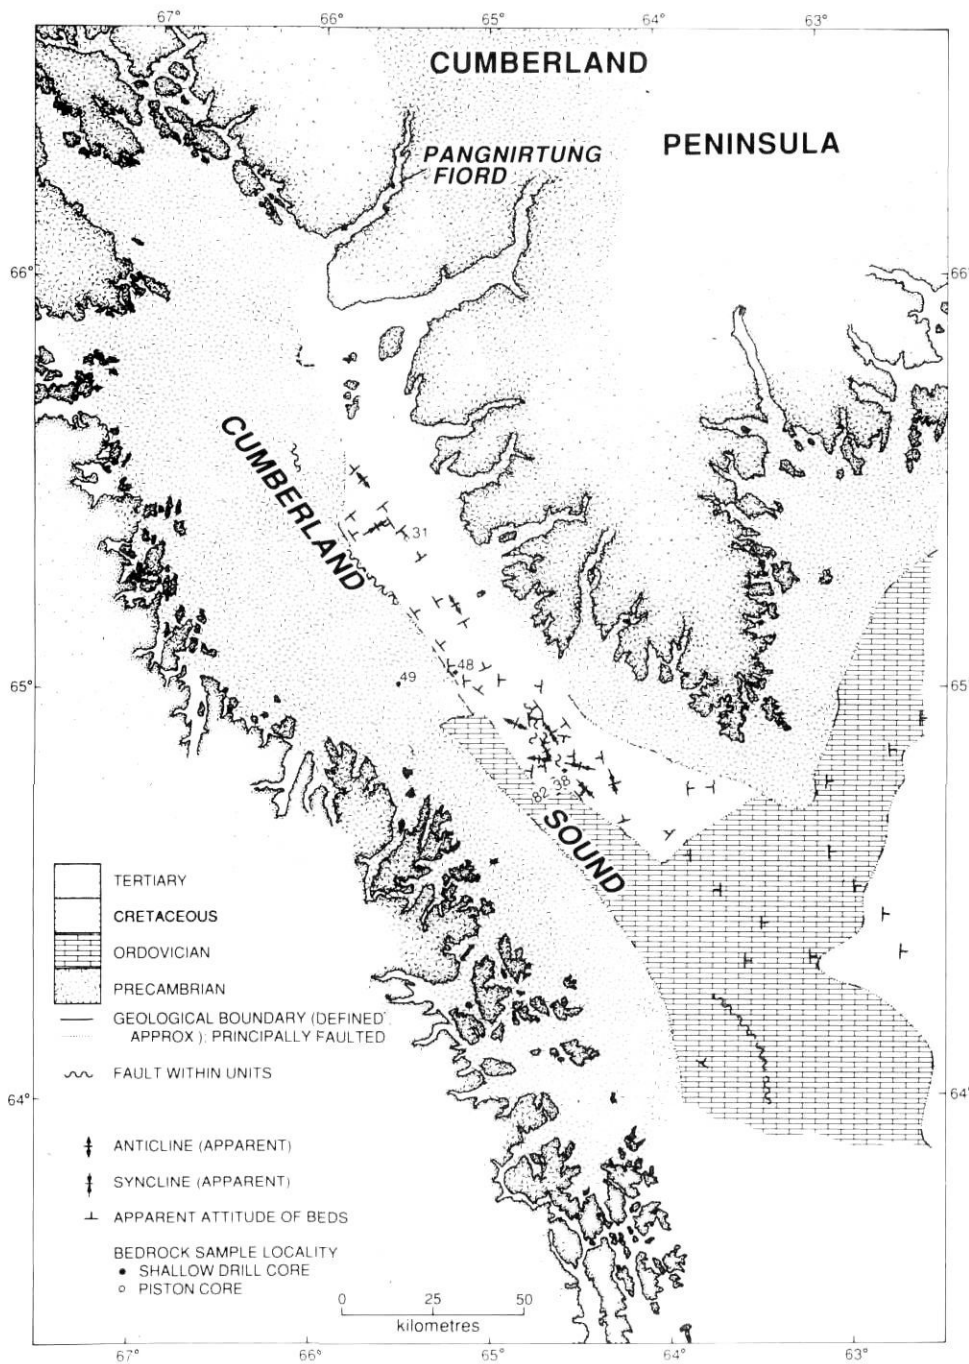 67° 66° 65° 64° 63°
CUMBERLAND
PENINSULA
PANGNIRTUNG
FIORD
66° 66°
CUMBERLAND
31
48
49
65° 65°
82 38
SOUND
TERTIARY
CRETACEOUS
ORDOVICIAN
PRECAMBRIAN
GEOLOGICAL BOUNDARY (DEFINED,
APPROX ); PRINCIPALLY FAULTED
FAULT WITHIN UNITS
64° 64°
ANTICLINE (APPARENT)
SYNCLINE (APPARENT)
APPARENT ATTITUDE OF BEDS
BEDROCK SAMPLE LOCALITY
SHALLOW DRILL CORE
PISTON CORE
0 25 50
kilometres
67° 66° 65° 64° 63°